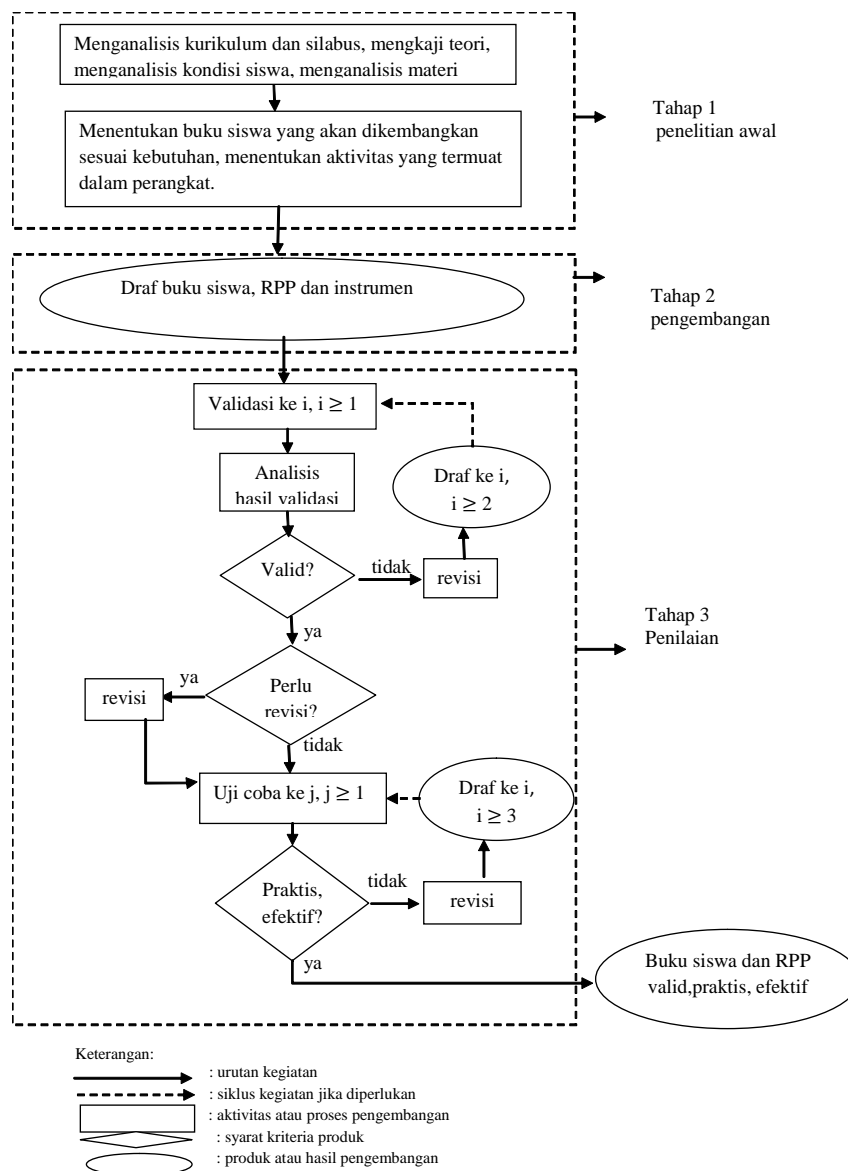 Menganalisis kurikulum dan silabus, mengkaji teori,
menganalisis kondisi siswa, menganalisis materi
Tahap 1
penelitian awal
Menentukan buku siswa yang akan dikembangkan
sesuai kebutuhan, menentukan aktivitas yang termuat
dalam perangkat.
Draf buku siswa, RPP dan instrumen
Tahap 2
pengembangan
Validasi ke i, i ≥ 1
Analisis
hasil validasi
Draf ke i,
i ≥ 2
Valid?
tidak
revisi
ya
Tahap 3
Penilaian
Perlu
revisi?
ya
revisi
tidak
Uji coba ke j, j ≥ 1
Draf ke i,
i ≥ 3
Praktis,
efektif?
tidak
revisi
ya
Buku siswa dan RPP
valid,praktis, efektif
Keterangan:
: urutan kegiatan
: siklus kegiatan jika diperlukan
: aktivitas atau proses pengembangan
: syarat kriteria produk
: produk atau hasil pengembangan